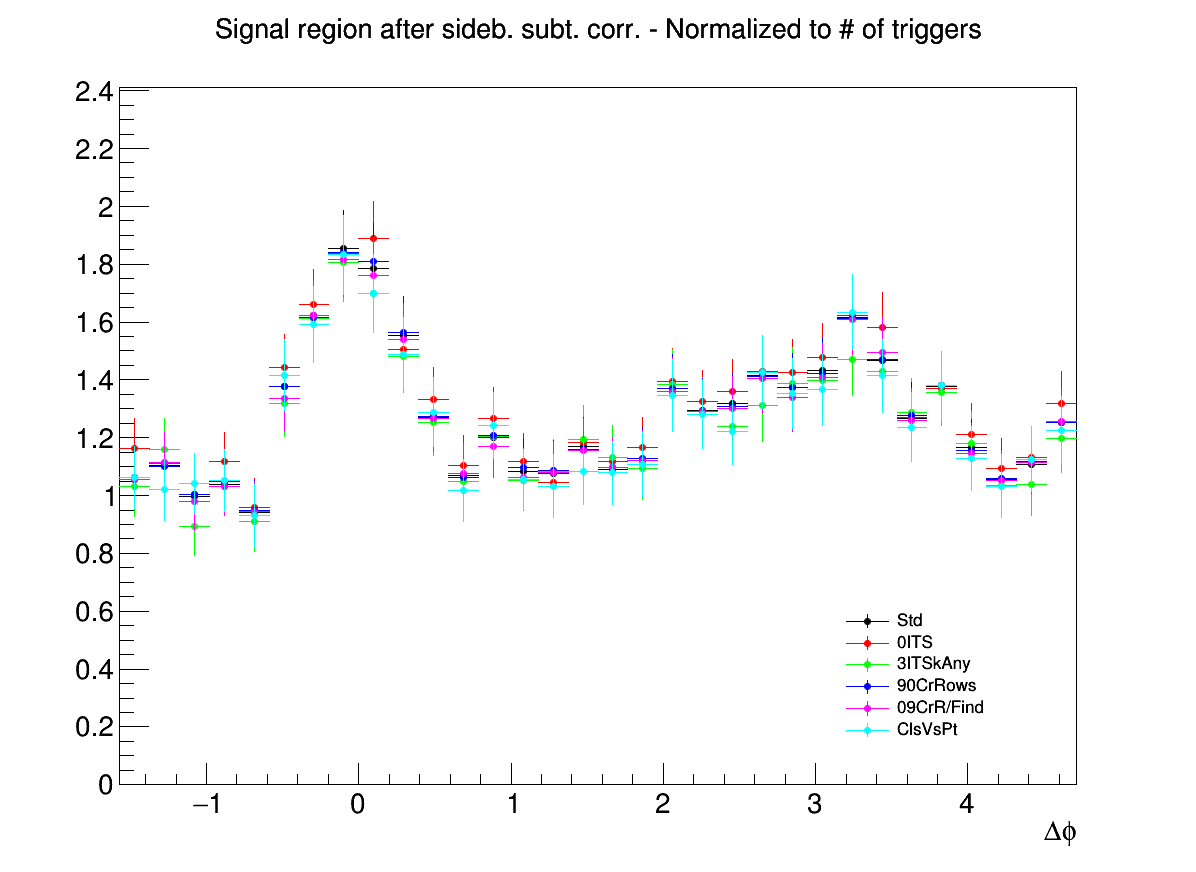 Signal region after sideb. subt. corr. - Normalized to # of triggers
2.4
2.2
2
1.8
1.6
1.4
1.2
1
0.8
0.6
0.4
0.2
0
Std
0ITS
3ITSkAny
90CrRows
09CrR/Find
ClsVsPt
−1 0 1 2 3 4
Δϕ